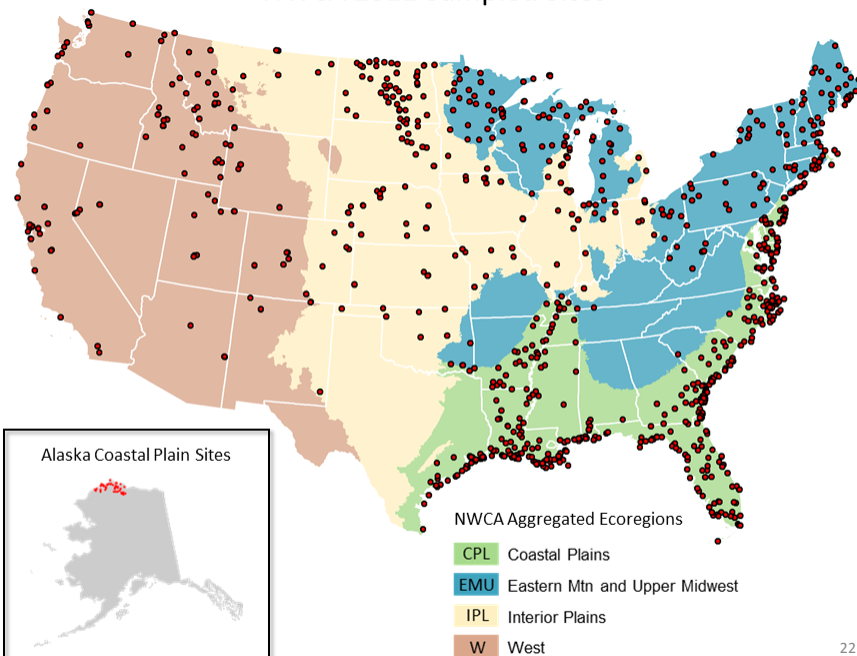 Alaska Coastal Plain Sites
NWCA Aggregated Ecoregions
CPL Coastal Plains
EMU Eastern Mtn and Upper Midwest
IPL Interior Plains
W West
22